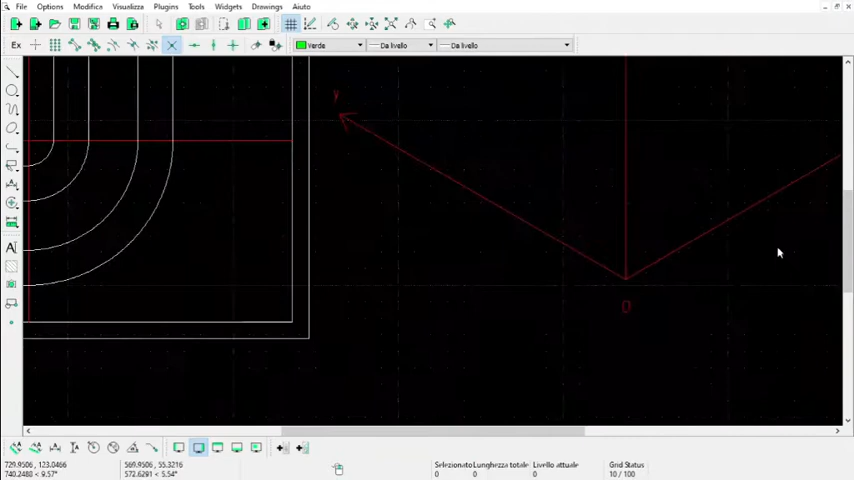 File Options Modifica Visualizza Plugins Tools Widgets Drawings Aiuto
Ex Verde Da livello Da livello
y
0
A
729.9506, 123.0466 569.9506, 55.3216 Selezionato Lunghezza totale Livello attuale Grid Status
740.2488 < 9.57° 572.6291 < 5.54° 0 0 0 10 / 100